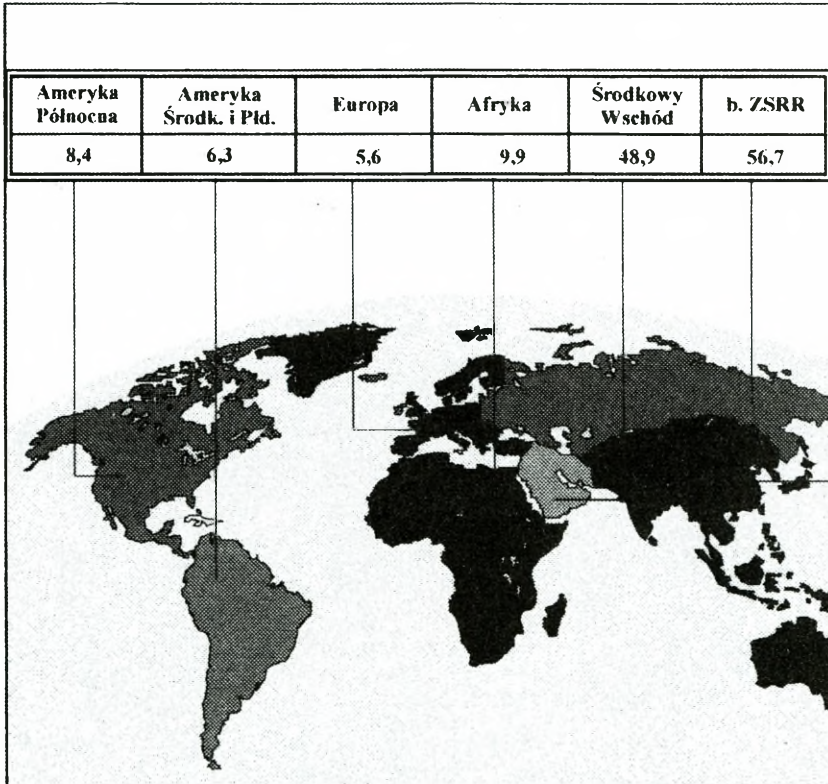 Ameryka Północna
Ameryka Środk. i Płd.
Europa
Afryka
Środkowy Wschód
b. ZSRR
8,4
6,3
5,6
9,9
48,9
56,7